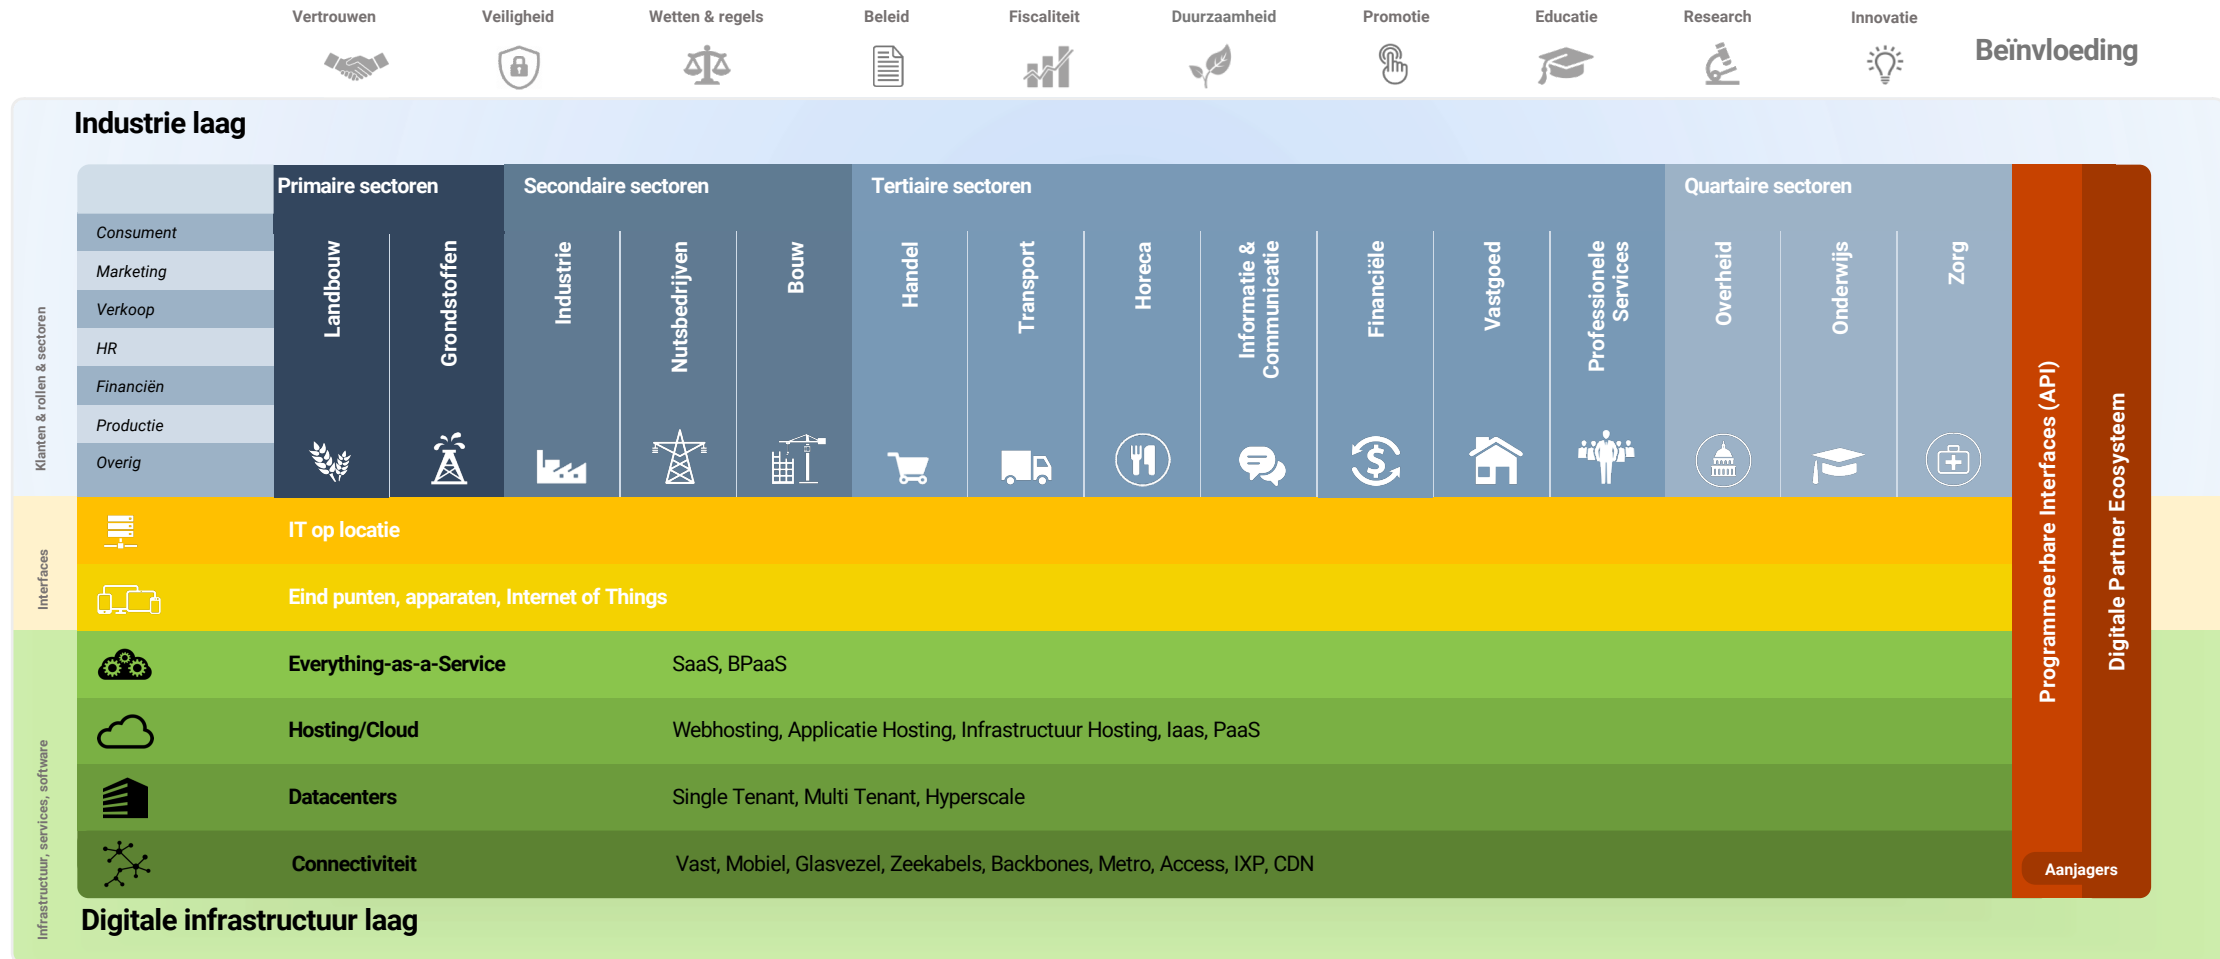 Vertrouwen
Veiligheid
Wetten & regels
Beleid
Fiscaliteit
Duurzaamheid
Promotie
Educatie
Research
Innovatie
Beïnvloeding
Industrie laag
Klanten & rollen & sectoren
Consument
Marketing
Verkoop
HR
Financiën
Productie
Overig
Primaire sectoren
Landbouw
Grondstoffen
Secondaire sectoren
Industrie
Nutsbedrijven
Bouw
Tertiaire sectoren
Handel
Transport
Horeca
Informatie &
Communicatie
Financiële
Vastgoed
Professionele
Services
Quartaire sectoren
Overheid
Onderwijs
Zorg
Programmeerbare Interfaces (API)
Digitale Partner Ecosysteem
Aanjagers
Interfaces
IT op locatie
Eind punten, apparaten, Internet of Things
Infrastructuur, services, software
Everything-as-a-Service
SaaS, BPaaS
Hosting/Cloud
Webhosting, Applicatie Hosting, Infrastructuur Hosting, Iaas, PaaS
Datacenters
Single Tenant, Multi Tenant, Hyperscale
Connectiviteit
Vast, Mobiel, Glasvezel, Zeekabels, Backbones, Metro, Access, IXP, CDN
Digitale infrastructuur laag